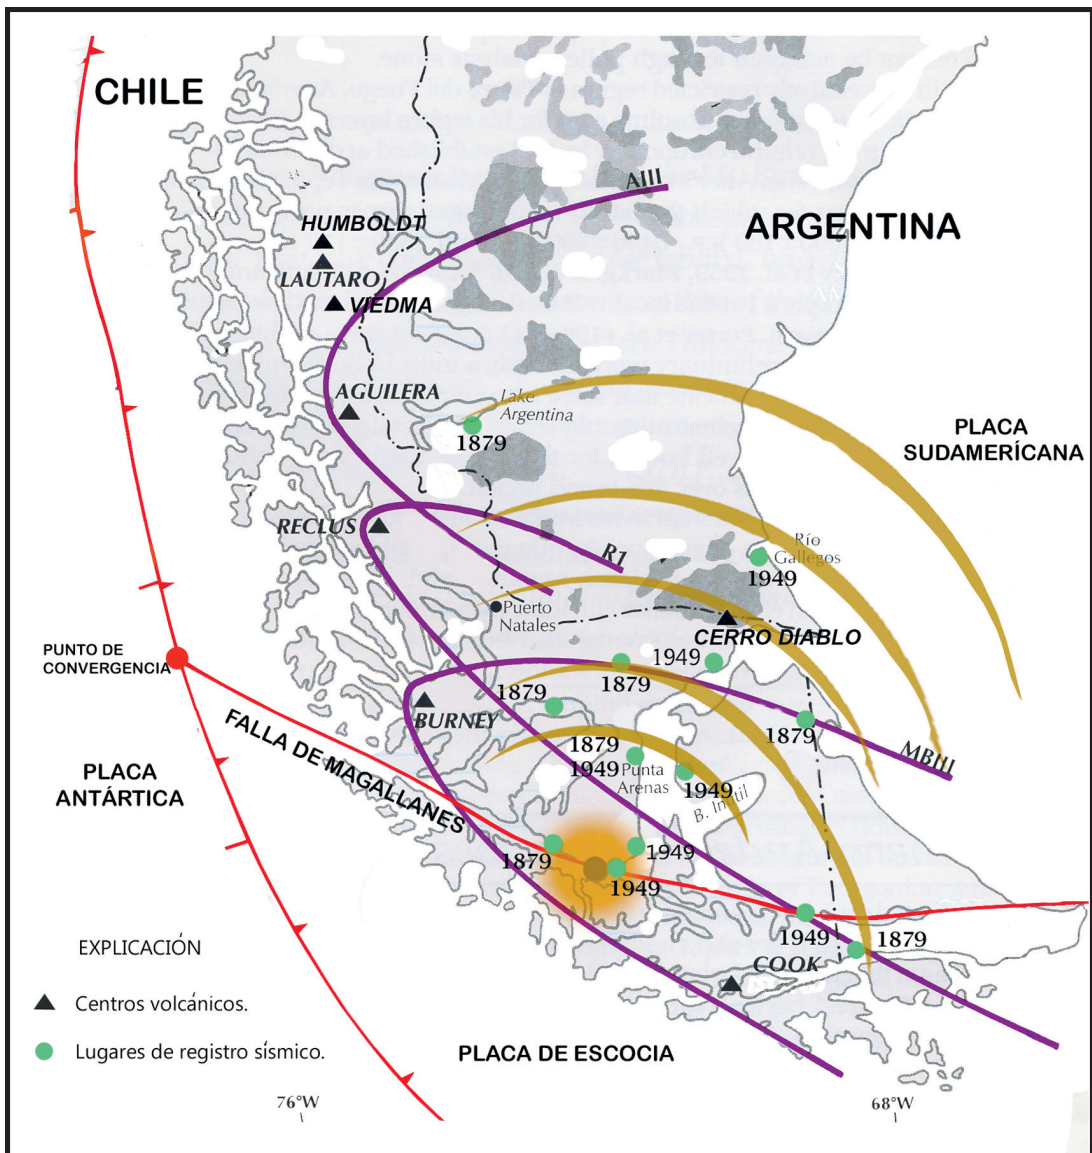 CHILE
ARGENTINA
AIII
HUMBOLDT
LAUTARO
VIEDMA
AGUILERA
Lake
Argentina
1879
PLACA
SUDAMERÍCANA
RECLUS
R1
Río
Gallegos
1949
Puerto
Natales
CERRO DIABLO
PUNTO DE
CONVERGENCIA
1949
1879
1879
BURNEY
1879
MBIII
FALLA DE MAGALLANES
1879
1949
Punta
Arenas
1949
B. Inútil
PLACA
ANTÁRTICA
1879
1949
1949
1949
1879
COOK
EXPLICACIÓN
Centros volcánicos.
Lugares de registro sísmico.
PLACA DE ESCOCIA
76°W
68°W